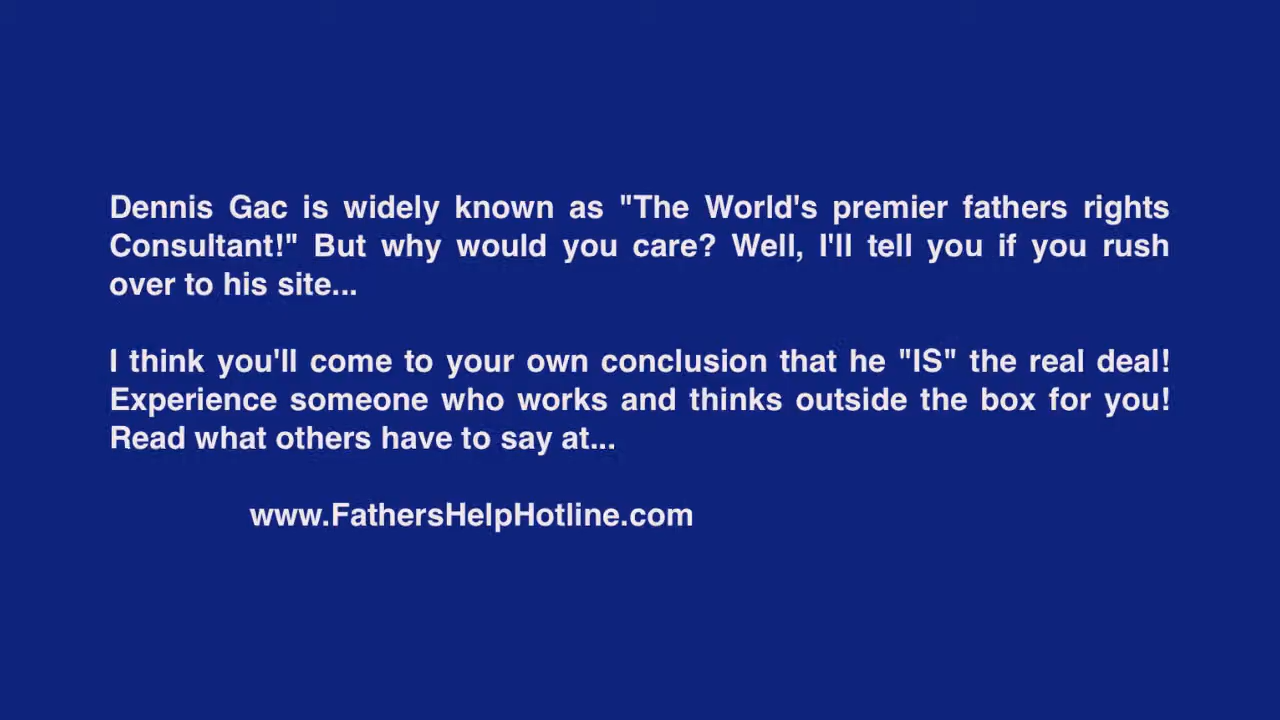 Dennis Gac is widely known as "The World's premier fathers rights
Consultant!" But why would you care? Well, I'll tell you if you rush
over to his site...
I think you'll come to your own conclusion that he "IS" the real deal!
Experience someone who works and thinks outside the box for you!
Read what others have to say at...
www.FathersHelpHotline.com